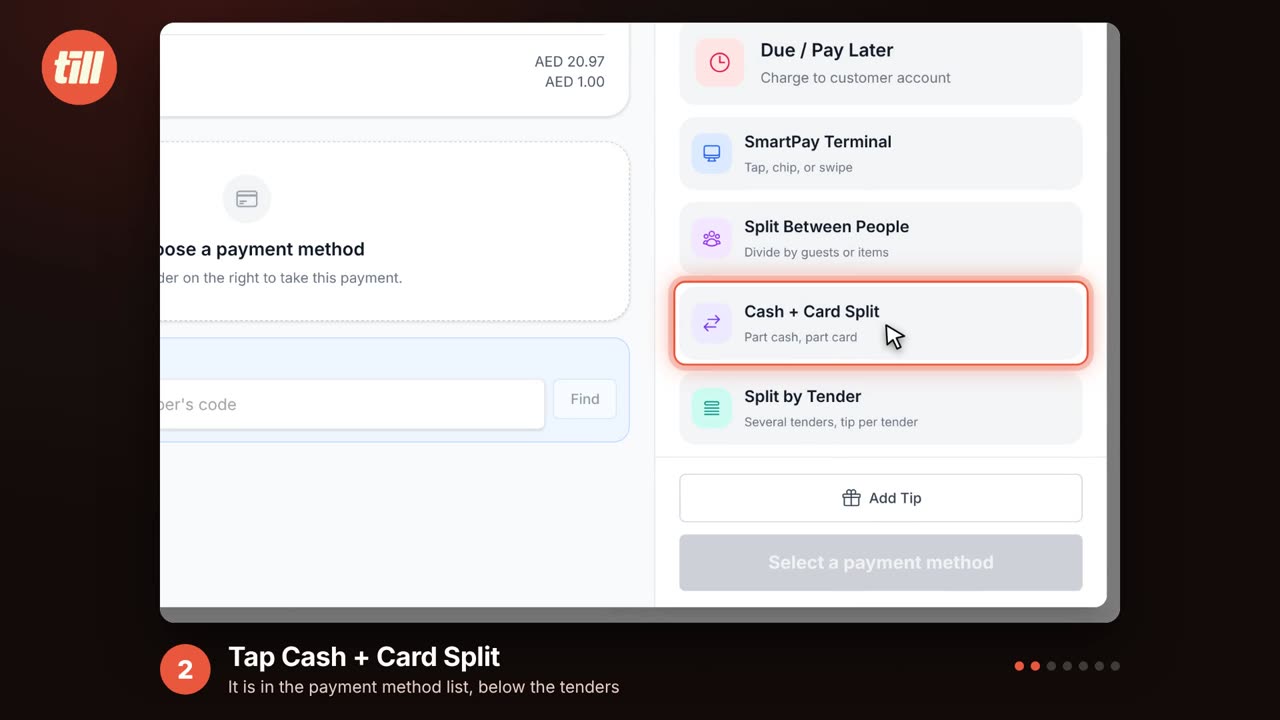 till
AED 20.97
AED 1.00
oose a payment method
der on the right to take this payment.
ber's code
Find
Due / Pay Later
Charge to customer account
SmartPay Terminal
Tap, chip, or swipe
Split Between People
Divide by guests or items
Cash + Card Split
Part cash, part card
Split by Tender
Several tenders, tip per tender
Add Tip
Select a payment method
2
Tap Cash + Card Split
It is in the payment method list, below the tenders